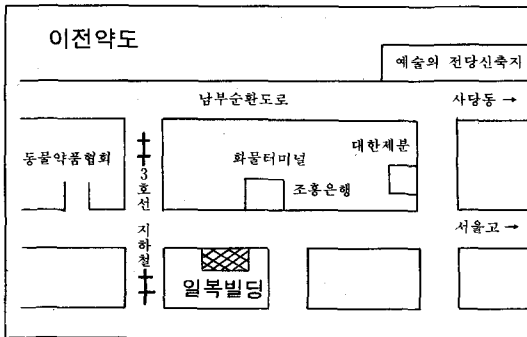 이전약도
예술의 전당신축지
남부순환도로
사당동 →
동물약품협회
3호선 지하철
화물터미널
대한제분
조흥은행
서울고 →
일복빌딩